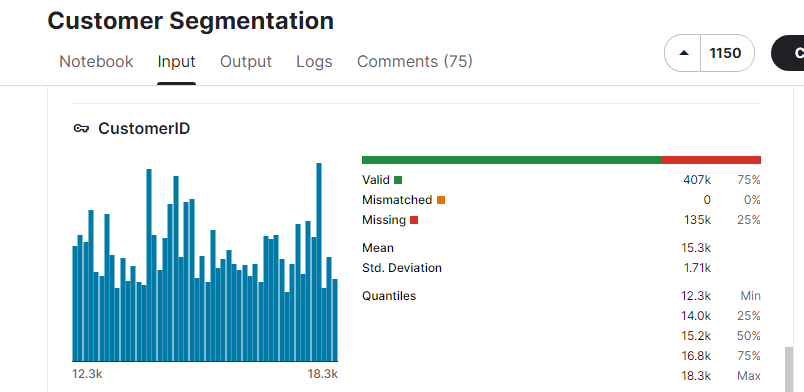 Customer Segmentation
Notebook Input Output Logs Comments (75)
1150
CustomerID
Valid 407k 75%
Mismatched 0 0%
Missing 135k 25%
Mean 15.3k
Std. Deviation 1.71k
Quantiles 12.3k Min
14.0k 25%
15.2k 50%
16.8k 75%
18.3k Max
12.3k 18.3k